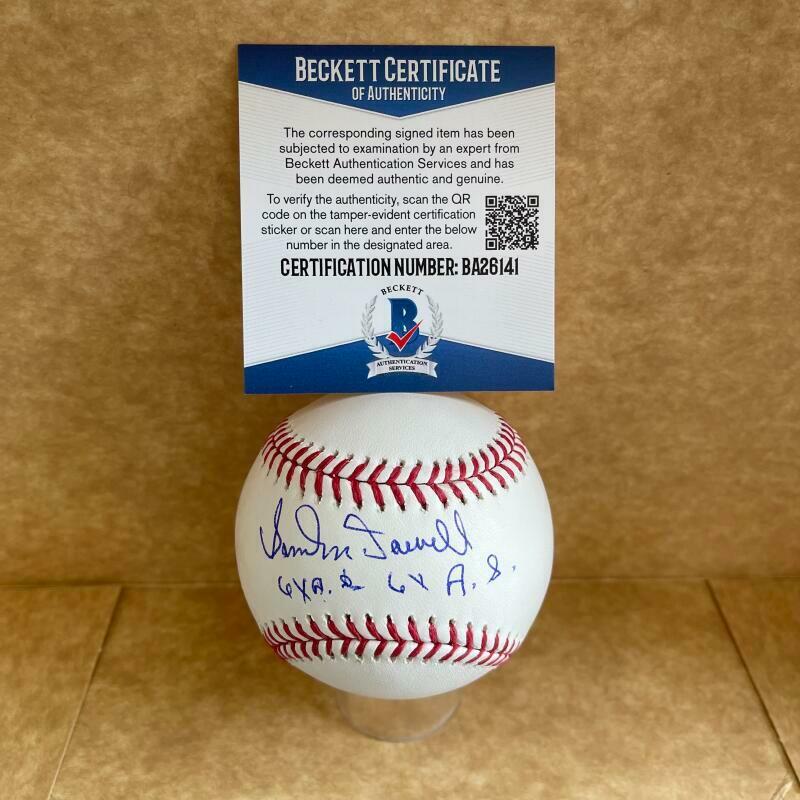 BECKETT CERTIFICATE
OF AUTHENTICITY
The corresponding signed item has been
subjected to examination by an expert from
Beckett Authentication Services and has
been deemed authentic and genuine.
To verify the authenticity, scan the QR
code on the tamper-evident certification
sticker or scan here and enter the below
number in the designated area.
CERTIFICATION NUMBER: BA26141
BECKETT
B
AUTHENTICATION
SERVICES
6X A. S. 6X A.S.